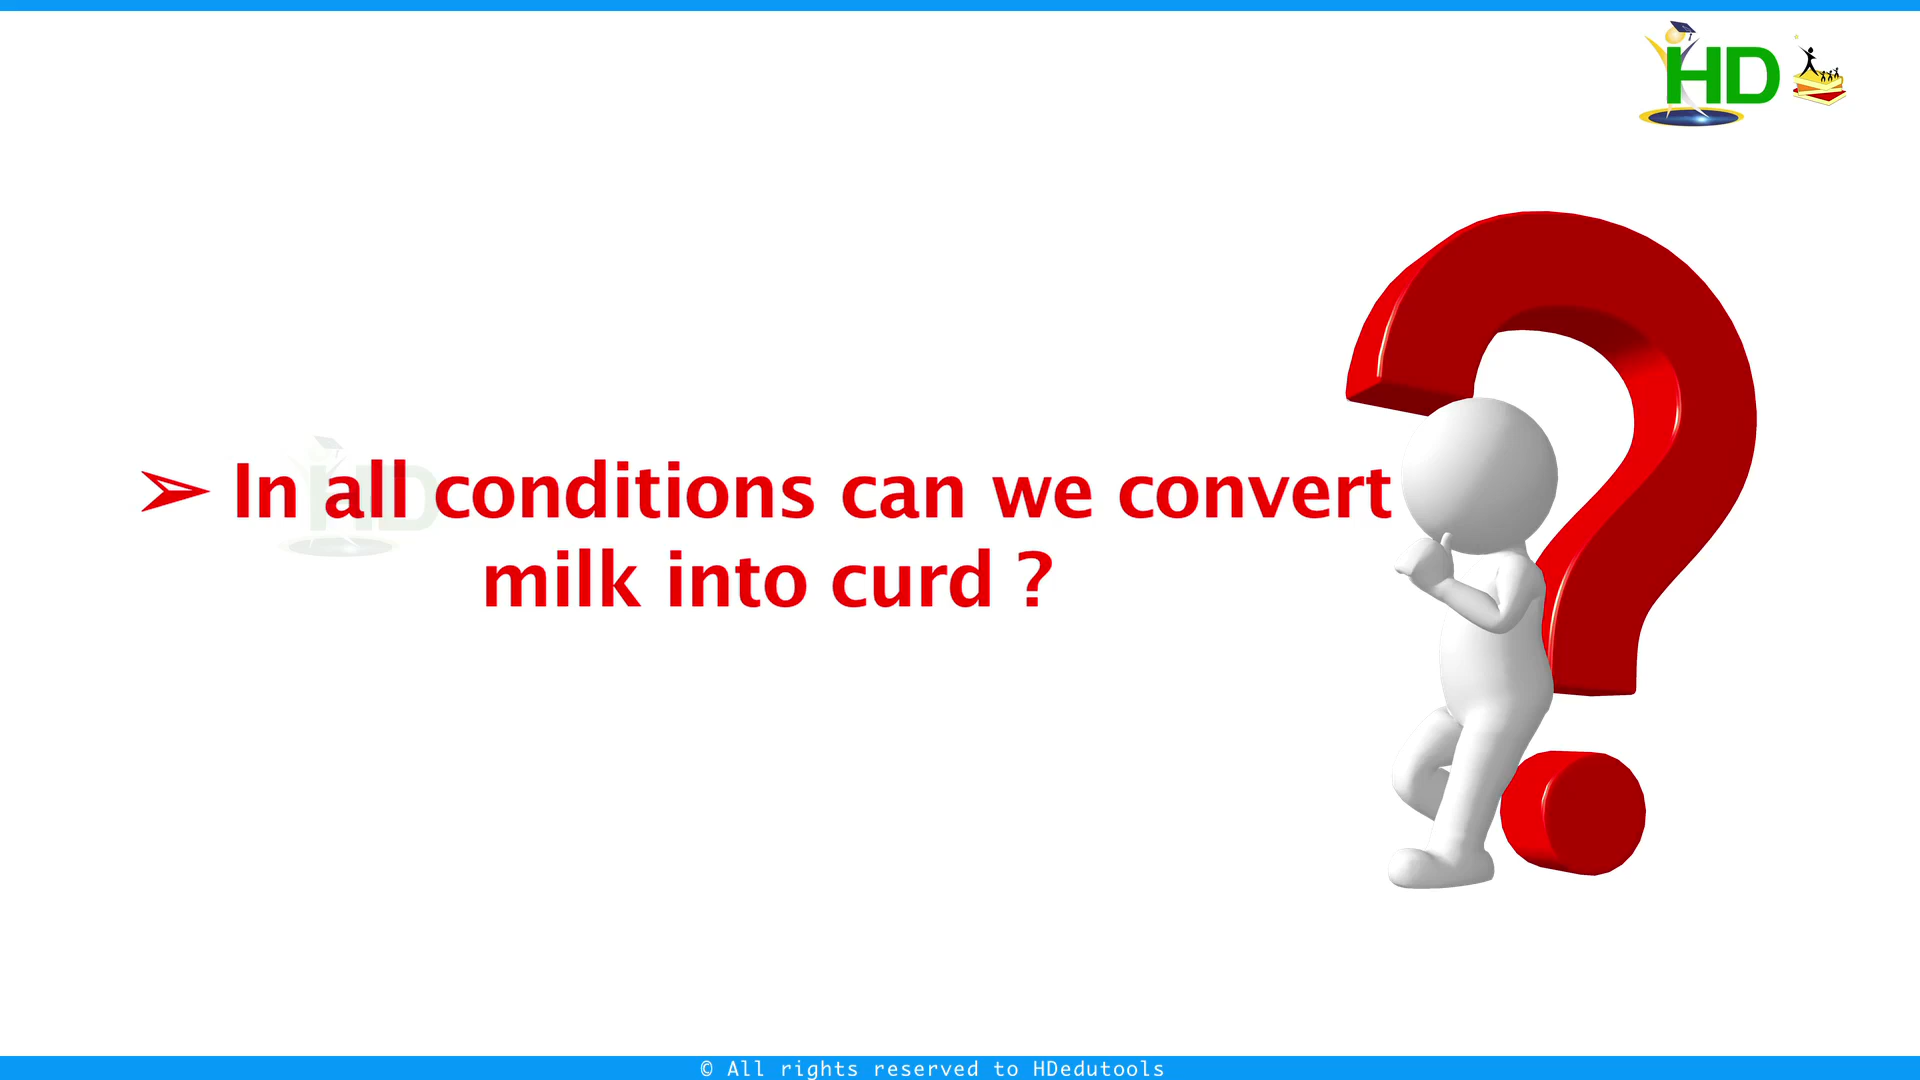 HD
➢ In all conditions can we convert
milk into curd ?
© All rights reserved to HDedutools